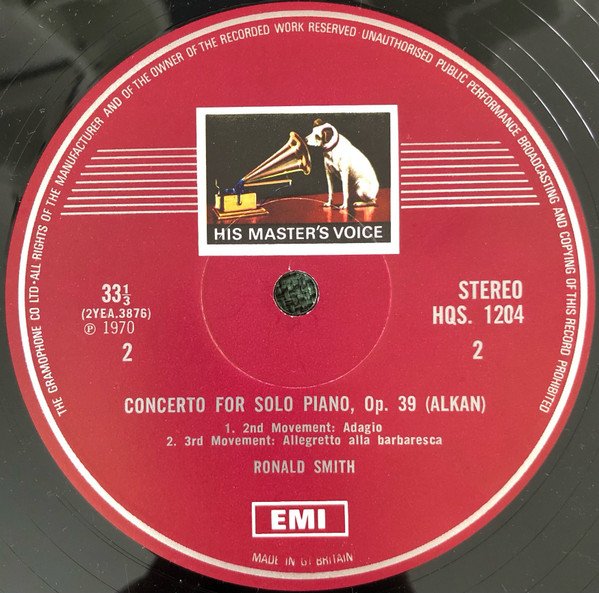 THE GRAMOPHONE CO LTD·ALL RIGHTS OF THE MANUFACTURER AND OF THE OWNER OF THE RECORDED WORK RESERVED·UNAUTHORISED PUBLIC PERFORMANCE BROADCASTING AND COPYING OF THIS RECORD PROHIBITED
HIS MASTER'S VOICE
33⅓
(2YEA.3876)
℗ 1970
2
STEREO
HQS. 1204
2
CONCERTO FOR SOLO PIANO, Op. 39 (ALKAN)
1. 2nd Movement: Adagio
2. 3rd Movement: Allegretto alla barbaresca
RONALD SMITH
EMI
MADE IN GT BRITAIN